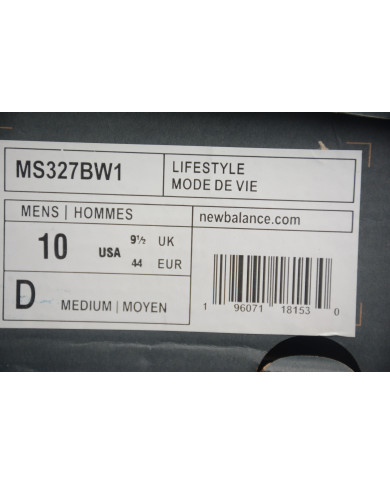 MS327BW1
LIFESTYLE
MODE DE VIE
MENS | HOMMES
newbalance.com
10 USA 9½ UK
44 EUR
D MEDIUM | MOYEN
1 96071 18153 0